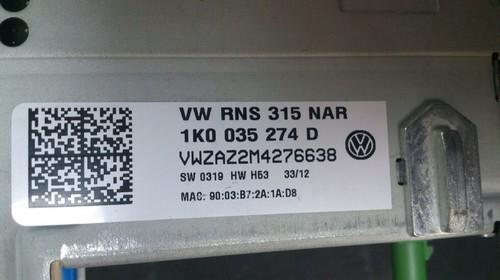 VW RNS 315 NAR
1K0 035 274 D
VWZAZ2M4276638
SW 0319 HW H53 33/12
MAC: 90:03:B7:2A:1A:D8